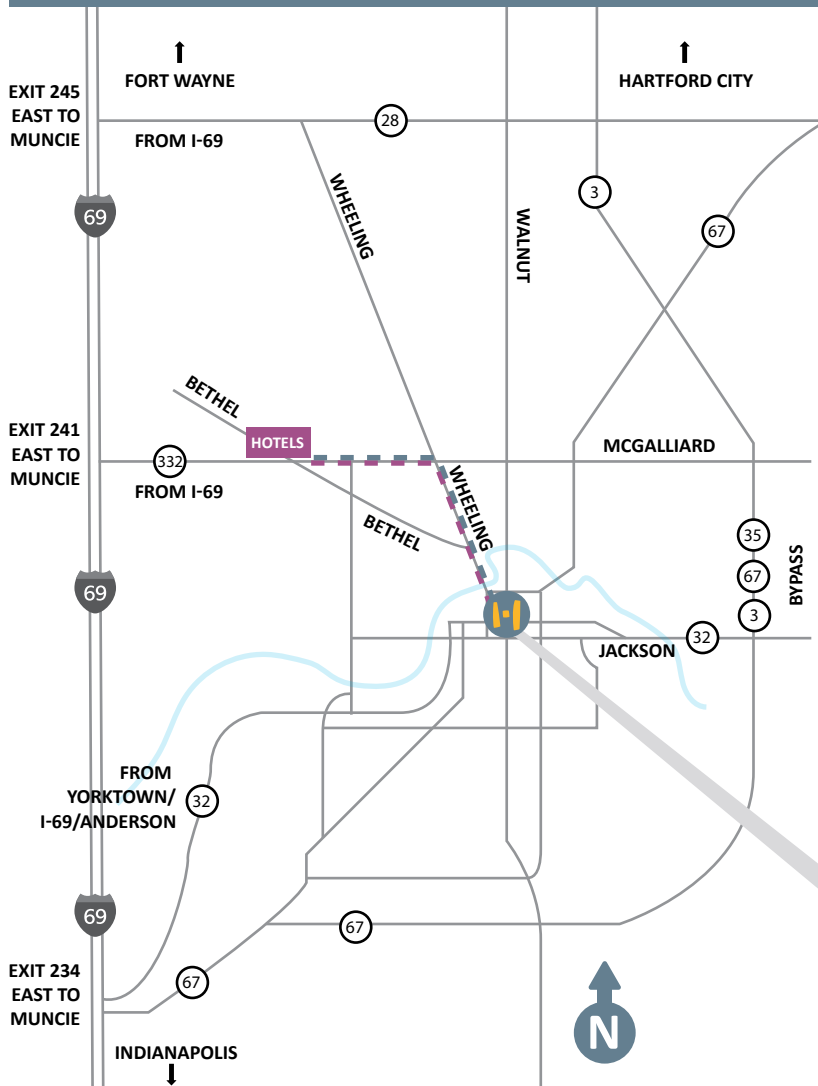 FORT WAYNE
HARTFORD CITY
EXIT 245
EAST TO
MUNCIE
FROM I-69
28
69
WHEELING
WALNUT
3
67
BETHEL
HOTELS
EXIT 241
EAST TO
MUNCIE
332
FROM I-69
MCGALLIARD
BETHEL
WHEELING
35
67
3
BYPASS
69
32
JACKSON
FROM
YORKTOWN/
I-69/ANDERSON
32
69
67
EXIT 234
EAST TO
MUNCIE
67
N
INDIANAPOLIS